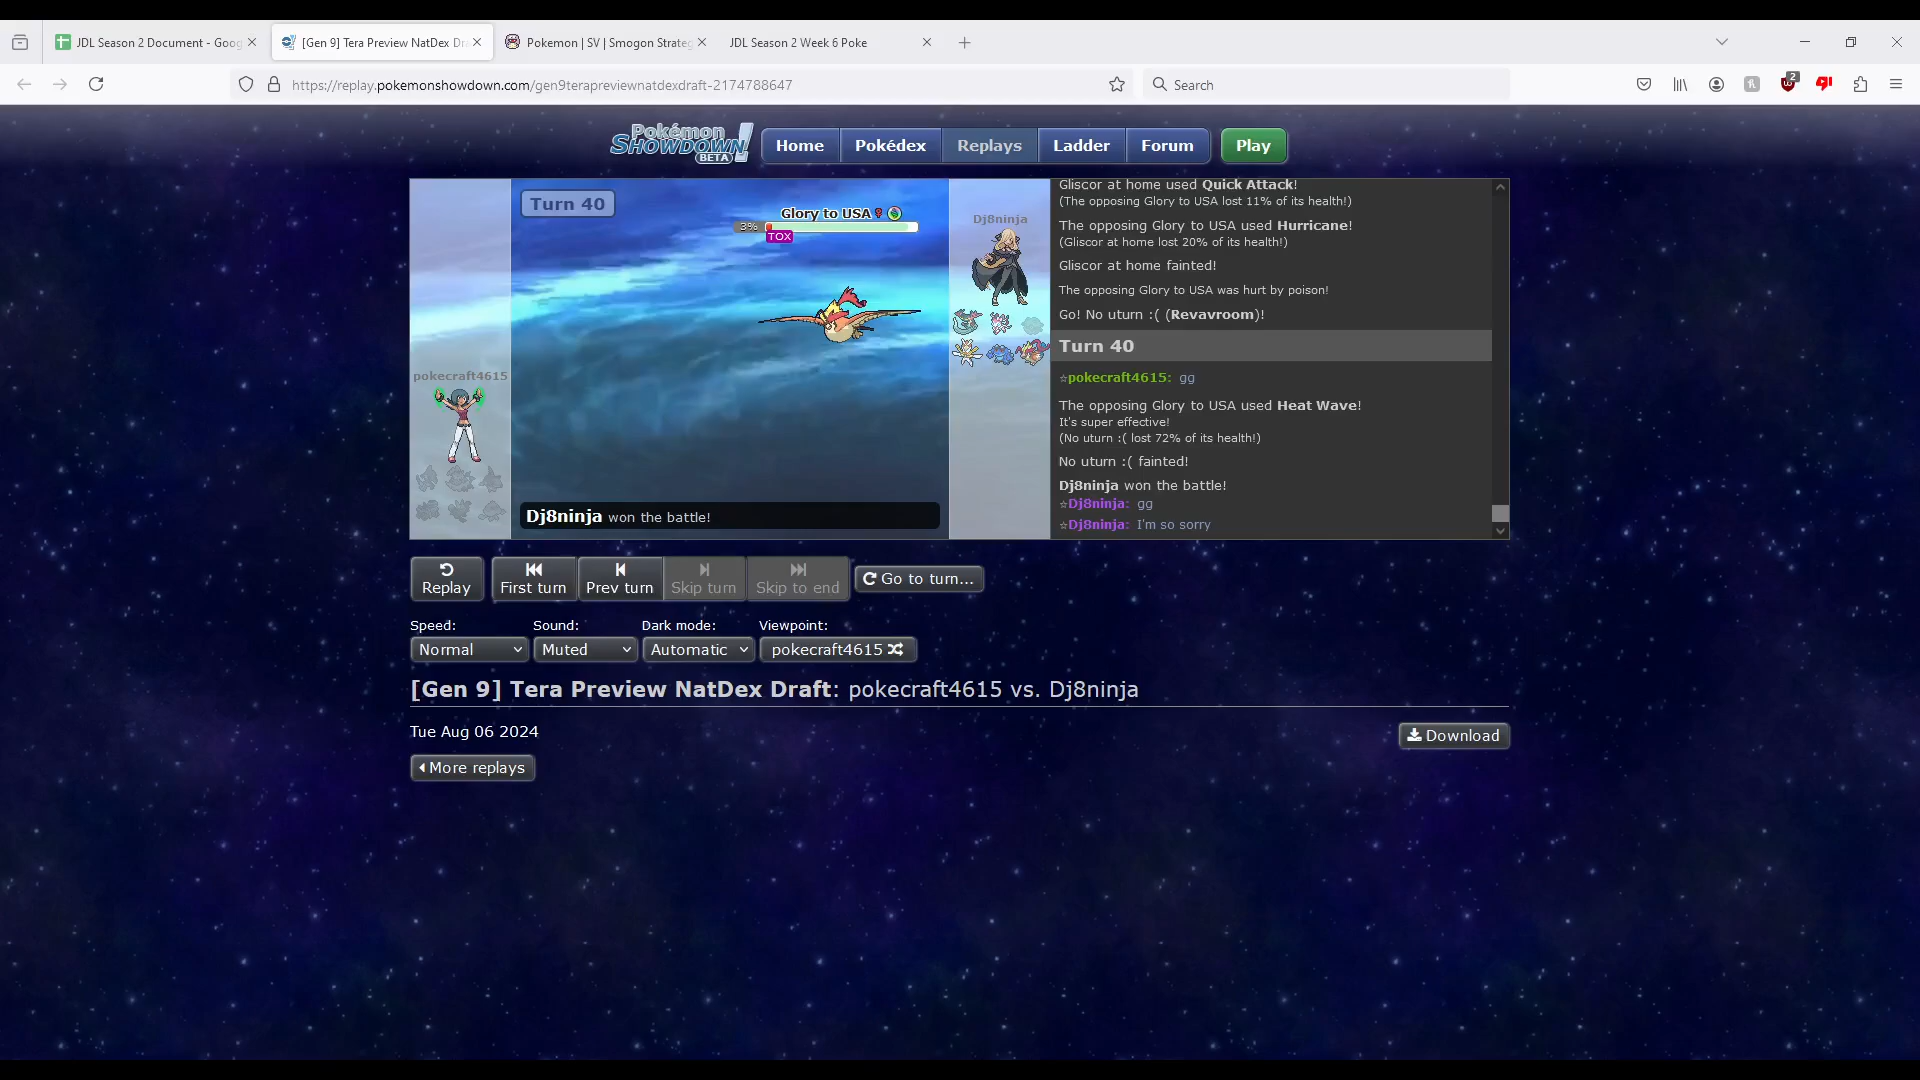 JDL Season 2 Document - Goog
[Gen 9] Tera Preview NatDex Dr
Pokemon | SV | Smogon Strateg
JDL Season 2 Week 6 Poke
https://replay.pokemonshowdown.com/gen9terapreviewnatdexdraft-2174788647
Search
2
Pokémon
SHOWDOWN!
BETA
Home
Pokédex
Replays
Ladder
Forum
Play
Turn 40
Glory to USA
3%
TOX
Dj8ninja
pokecraft4615
Dj8ninja won the battle!
Gliscor at home used Quick Attack!
(The opposing Glory to USA lost 11% of its health!)
The opposing Glory to USA used Hurricane!
(Gliscor at home lost 20% of its health!)
Gliscor at home fainted!
The opposing Glory to USA was hurt by poison!
Go! No uturn :( (Revavroom)!
Turn 40
☆pokecraft4615: gg
The opposing Glory to USA used Heat Wave!
It's super effective!
(No uturn :( lost 72% of its health!)
No uturn :( fainted!
Dj8ninja won the battle!
☆Dj8ninja: gg
☆Dj8ninja: I'm so sorry
Replay
First turn
Prev turn
Skip turn
Skip to end
Go to turn...
Speed:
Sound:
Dark mode:
Viewpoint:
Normal
Muted
Automatic
pokecraft4615
[Gen 9] Tera Preview NatDex Draft: pokecraft4615 vs. Dj8ninja
Tue Aug 06 2024
Download
More replays